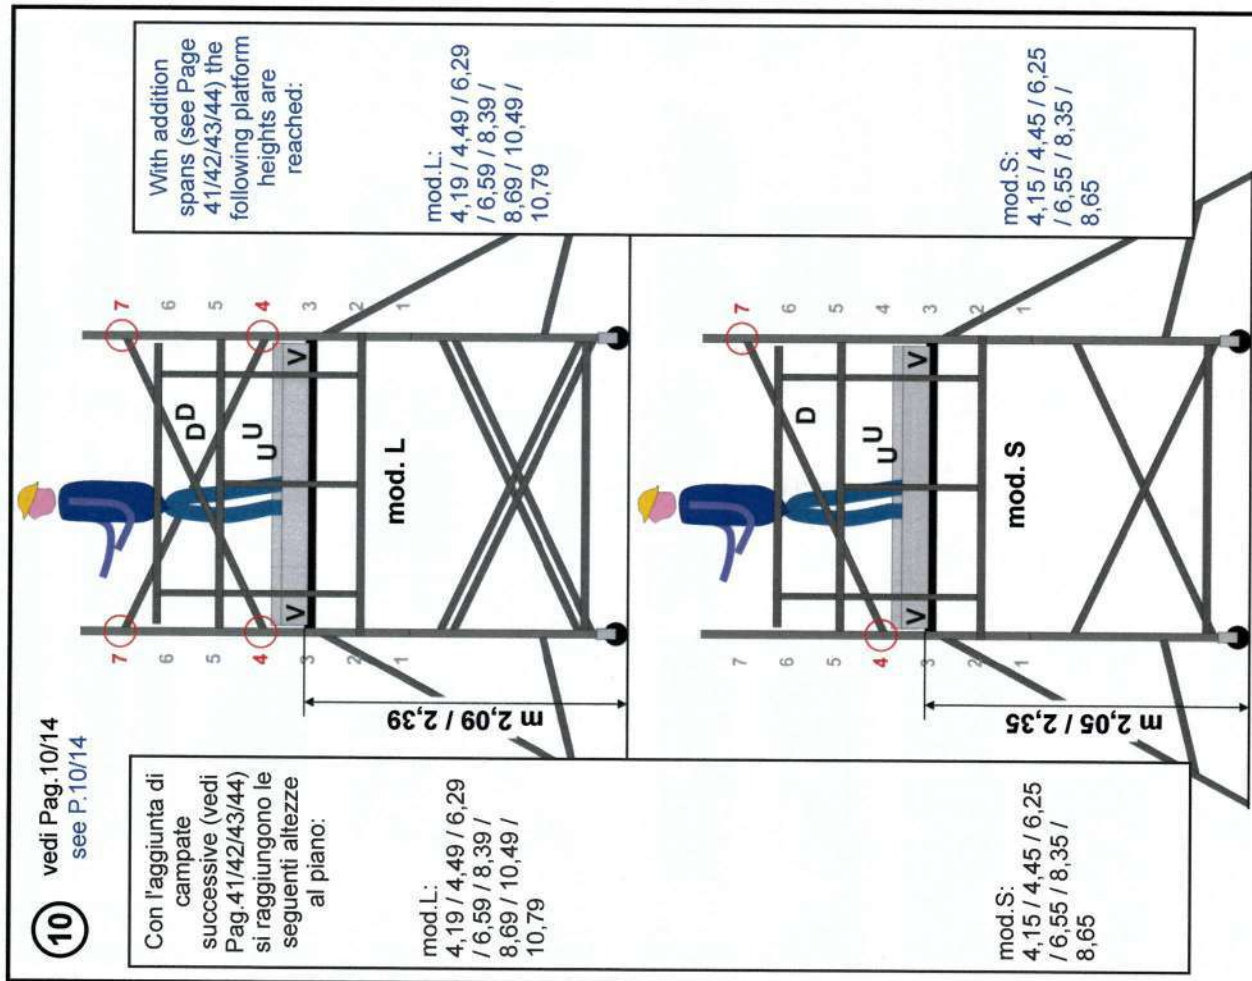 10
vedi Pag.10/14
see P.10/14
Con l'aggiunta di
campate
successive (vedi
Pag.41/42/43/44)
si raggiungono le
seguenti altezze
al piano:
mod.L:
4,19 / 4,49 / 6,29
/ 6,59 / 8,39 /
8,69 / 10,49 /
10,79
mod.S:
4,15 / 4,45 / 6,25
/ 6,55 / 8,35 /
8,65
m 2,09 / 2,39
7
6
5
4
3
2
1
D
D
U
U
V
V
mod. L
7
6
5
4
3
2
1
m 2,05 / 2,35
7
6
5
4
3
2
1
D
U
U
V
V
mod. S
7
6
5
4
3
2
1
With addition
spans (see Page
41/42/43/44) the
following platform
heights are
reached:
mod.L:
4,19 / 4,49 / 6,29
/ 6,59 / 8,39 /
8,69 / 10,49 /
10,79
mod.S:
4,15 / 4,45 / 6,25
/ 6,55 / 8,35 /
8,65